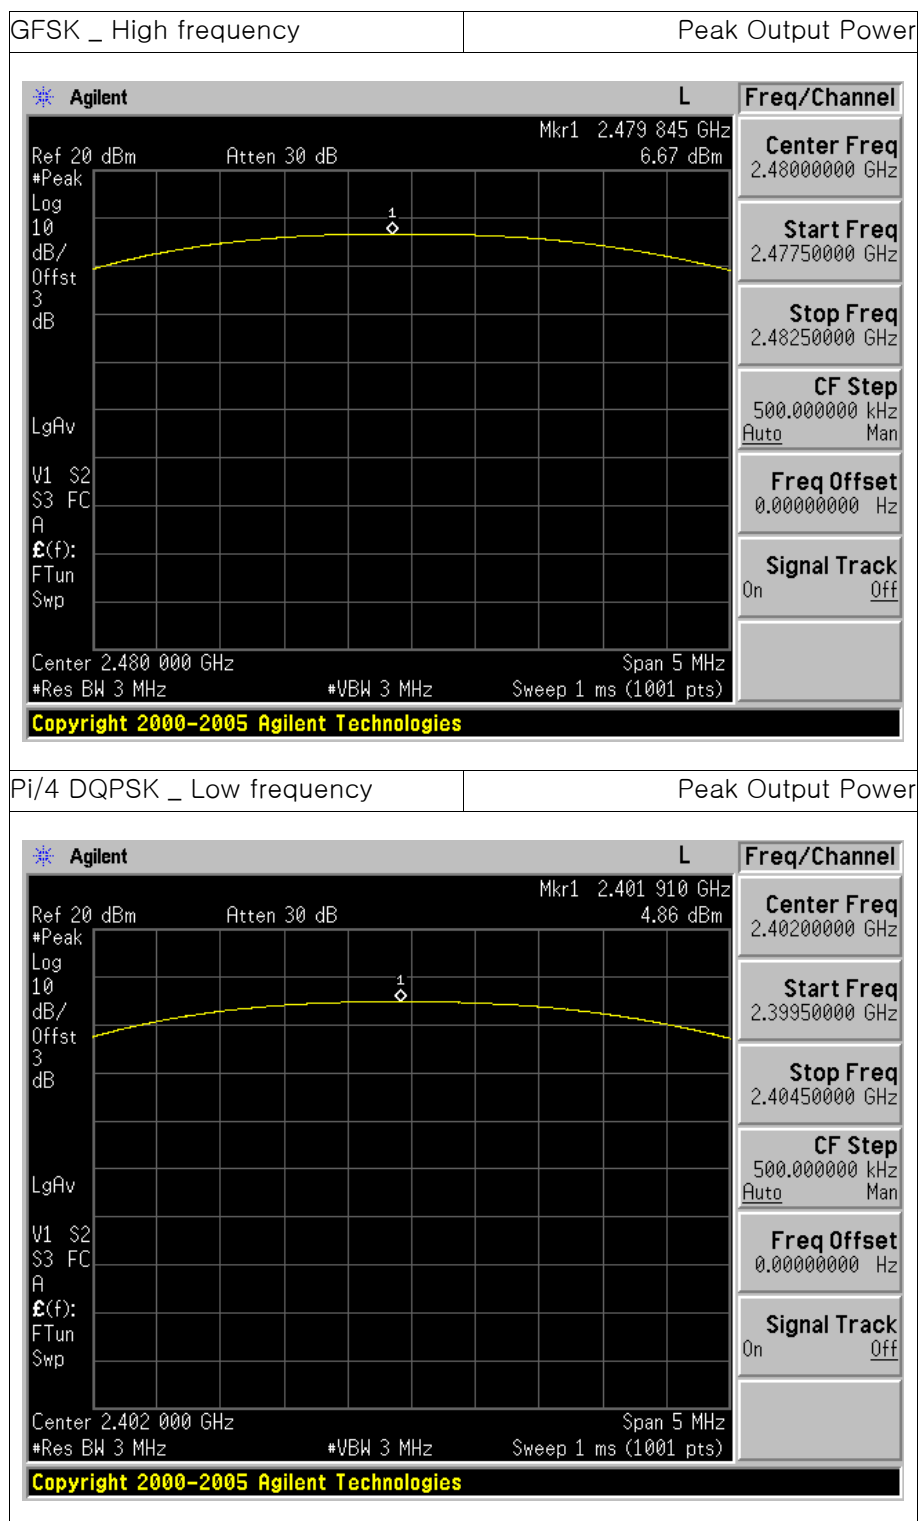 GFSK _ High frequency Peak Output Power
Agilent L Freq/Channel
Mkr1 2.479 845 GHz
Ref 20 dBm Atten 30 dB 6.67 dBm
#Peak
Log
10
dB/
Offst
3
dB
LgAv
V1 S2
S3 FC
A
£(f):
FTun
Swp
1
Center 2.480 000 GHz Span 5 MHz
#Res BW 3 MHz #VBW 3 MHz Sweep 1 ms (1001 pts)
Copyright 2000-2005 Agilent Technologies
Center Freq
2.48000000 GHz
Start Freq
2.47750000 GHz
Stop Freq
2.48250000 GHz
CF Step
500.000000 kHz
Auto Man
Freq Offset
0.00000000 Hz
Signal Track
On Off
Pi/4 DQPSK _ Low frequency Peak Output Power
Agilent L Freq/Channel
Mkr1 2.401 910 GHz
Ref 20 dBm Atten 30 dB 4.86 dBm
#Peak
Log
10
dB/
Offst
3
dB
LgAv
V1 S2
S3 FC
A
£(f):
FTun
Swp
1
Center 2.402 000 GHz Span 5 MHz
#Res BW 3 MHz #VBW 3 MHz Sweep 1 ms (1001 pts)
Copyright 2000-2005 Agilent Technologies
Center Freq
2.40200000 GHz
Start Freq
2.39950000 GHz
Stop Freq
2.40450000 GHz
CF Step
500.000000 kHz
Auto Man
Freq Offset
0.00000000 Hz
Signal Track
On Off